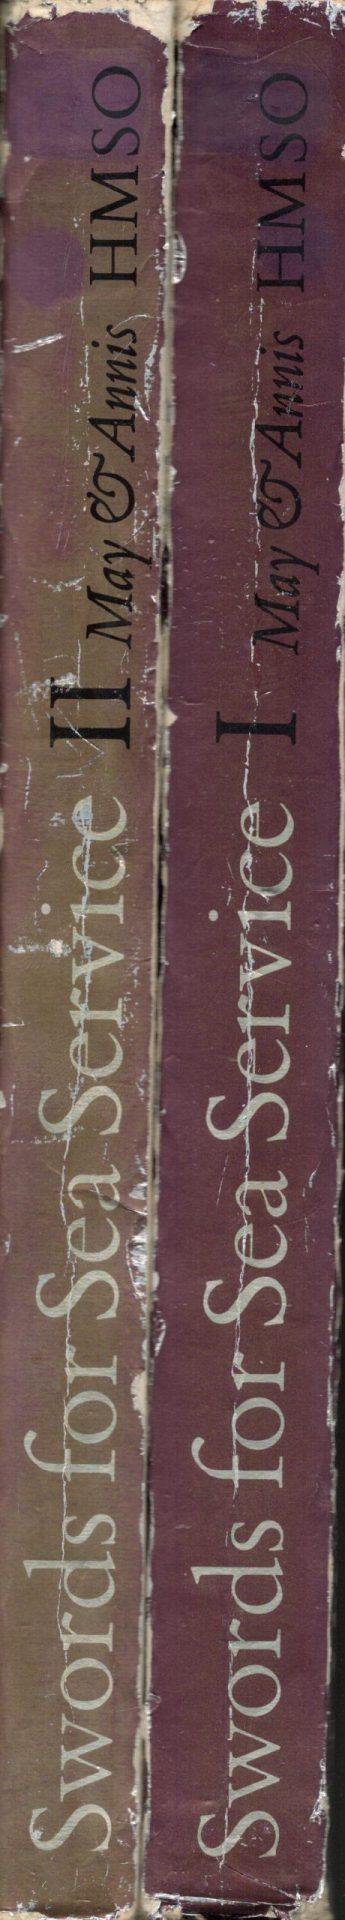 Swords for Sea Service II May & Annis HMSO
Swords for Sea Service I May & Annis HMSO